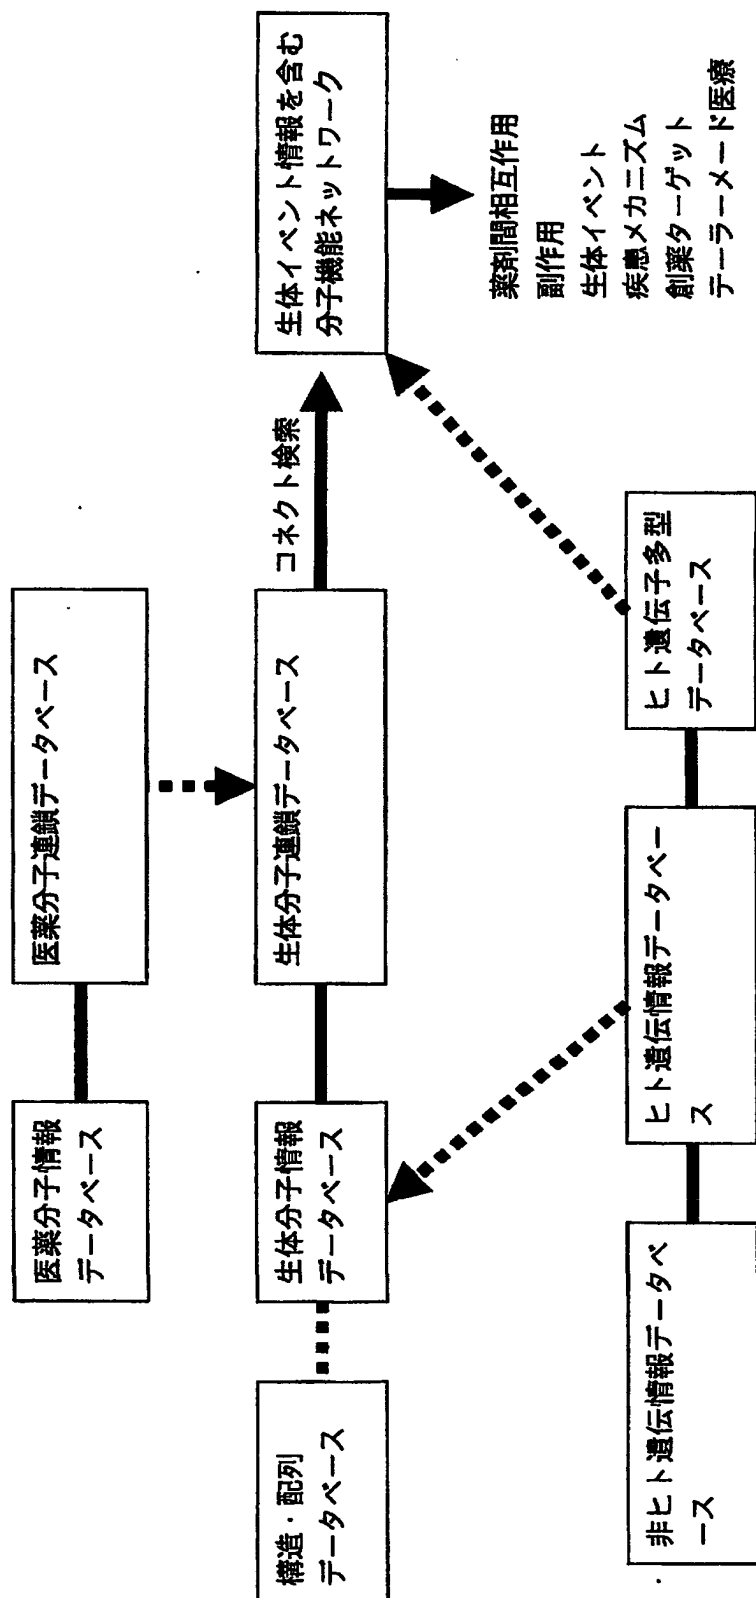 医薬分子情報
データベース
医薬分子連鎖データベース
構造・配列
データベース
生体分子情報
データベース
生体分子連鎖データベース
コネクト検索
生体イベント情報を含む
分子機能ネットワーク
薬剤間相互作用
副作用
生体イベント
疾患メカニズム
創薬ターゲット
テーラーメード医療
非ヒト遺伝情報データベ
ース
ヒト遺伝情報データベー
ス
ヒト遺伝子多型
データベース